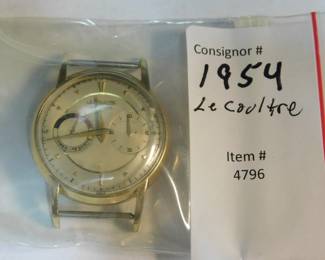 Consignor #
1954
Le Coultre
Item #
4796